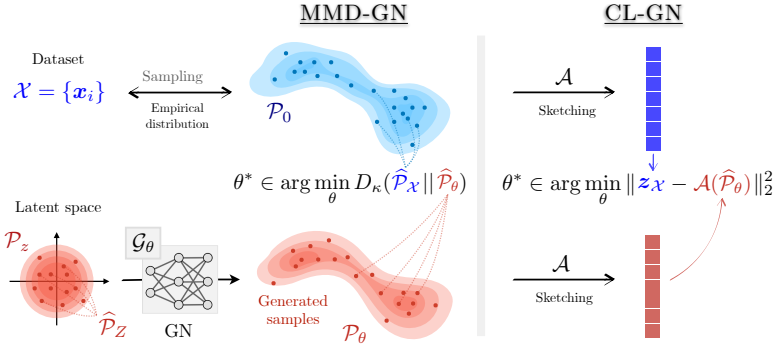 MMD-GN
CL-GN
Dataset
𝒳 = {𝒙ᵢ}
Sampling
Empirical
distribution
𝒫₀
𝒜
Sketching
θ* ∈ arg min_θ D_κ(𝒫̂_𝒳||𝒫̂_θ)
θ* ∈ arg min_θ ‖𝒛_𝒳 − 𝒜(𝒫̂_θ)‖₂²
Latent space
𝒫_z
𝒢_θ
𝒫̂_Z
GN
Generated
samples
𝒫_θ
𝒜
Sketching